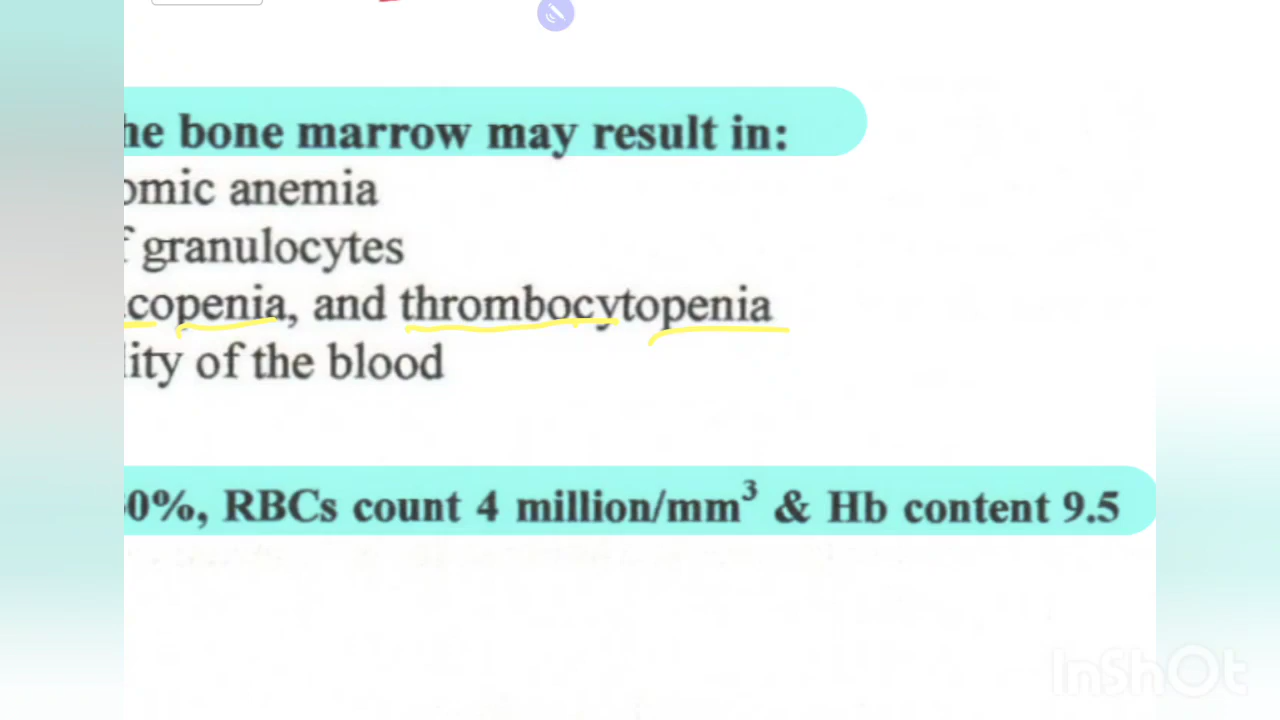 he bone marrow may result in:
omic anemia
f granulocytes
copenia, and thrombocytopenia
lity of the blood
0%, RBCs count 4 million/mm³ & Hb content 9.5
InShOt